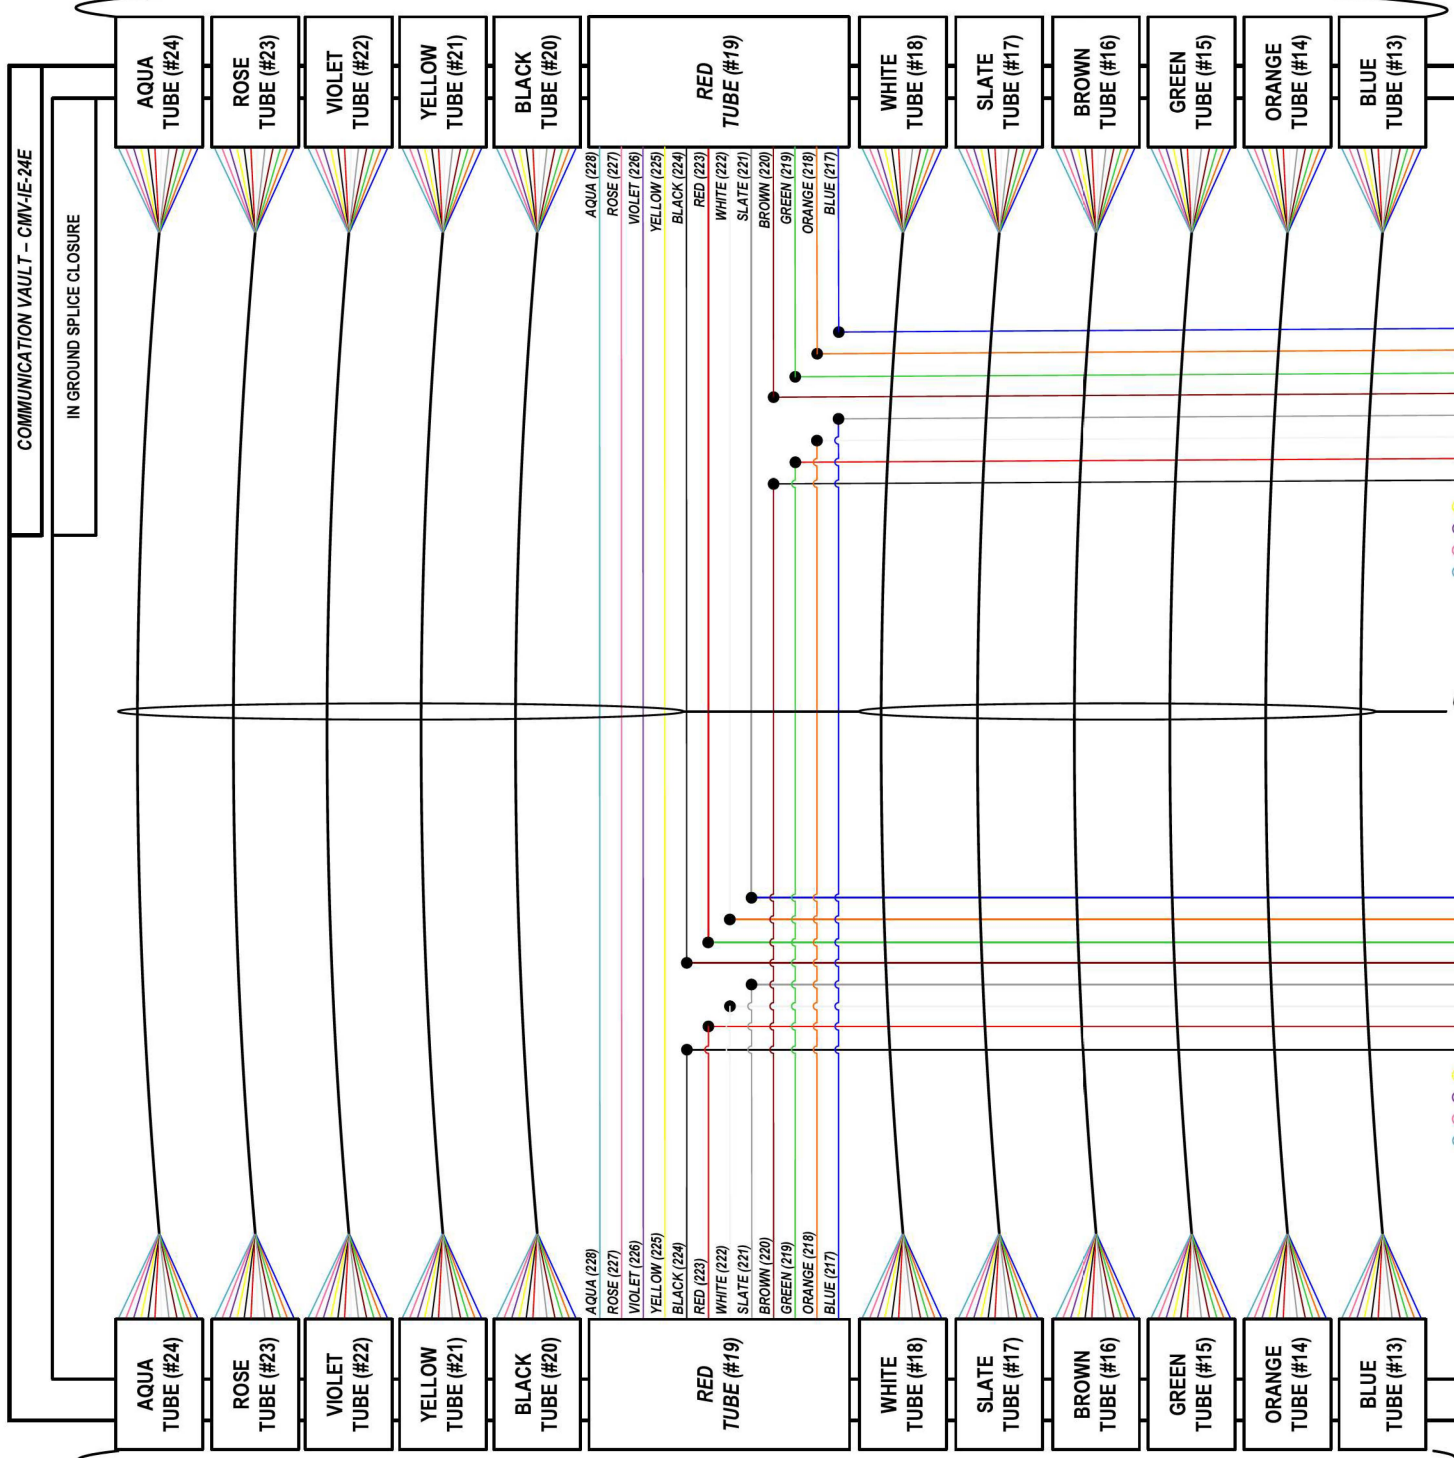 COMMUNICATION VAULT – CMV-IE-24E
IN GROUND SPLICE CLOSURE
AQUA
TUBE (#24)
ROSE
TUBE (#23)
VIOLET
TUBE (#22)
YELLOW
TUBE (#21)
BLACK
TUBE (#20)
RED
TUBE (#19)
WHITE
TUBE (#18)
SLATE
TUBE (#17)
BROWN
TUBE (#16)
GREEN
TUBE (#15)
ORANGE
TUBE (#14)
BLUE
TUBE (#13)
AQUA (228)
ROSE (227)
VIOLET (226)
YELLOW (225)
BLACK (224)
RED (223)
WHITE (222)
SLATE (221)
BROWN (220)
GREEN (219)
ORANGE (218)
BLUE (217)
AQUA (228)
ROSE (227)
VIOLET (226)
YELLOW (225)
BLACK (224)
RED (223)
WHITE (222)
SLATE (221)
BROWN (220)
GREEN (219)
ORANGE (218)
BLUE (217)
AQUA
TUBE (#24)
ROSE
TUBE (#23)
VIOLET
TUBE (#22)
YELLOW
TUBE (#21)
BLACK
TUBE (#20)
RED
TUBE (#19)
WHITE
TUBE (#18)
SLATE
TUBE (#17)
BROWN
TUBE (#16)
GREEN
TUBE (#15)
ORANGE
TUBE (#14)
BLUE
TUBE (#13)